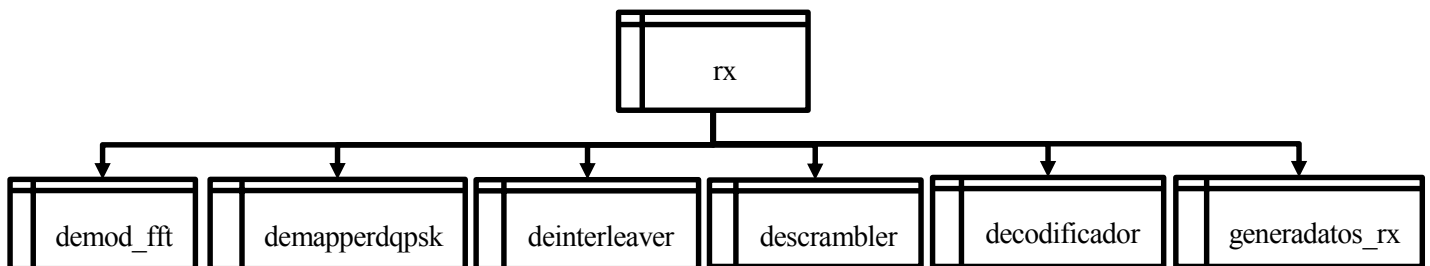 rx
demod_fft demapperdqpsk deinterleaver descrambler decodificador generadatos_rx